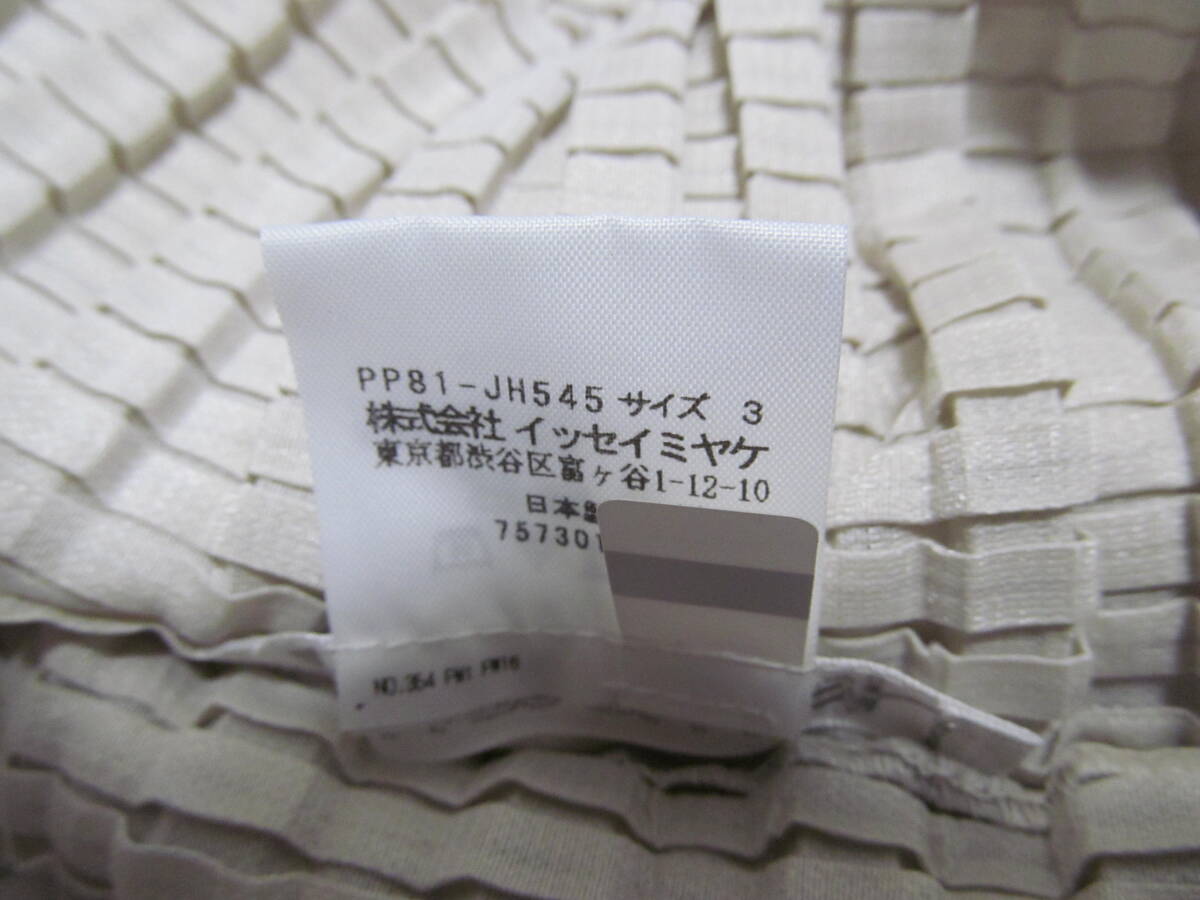 PP81-JH545 サイズ 3
株式会社 イッセイミヤケ
東京都渋谷区富ヶ谷1-12-10
日本製
757301
NO.354 PM1 FW16